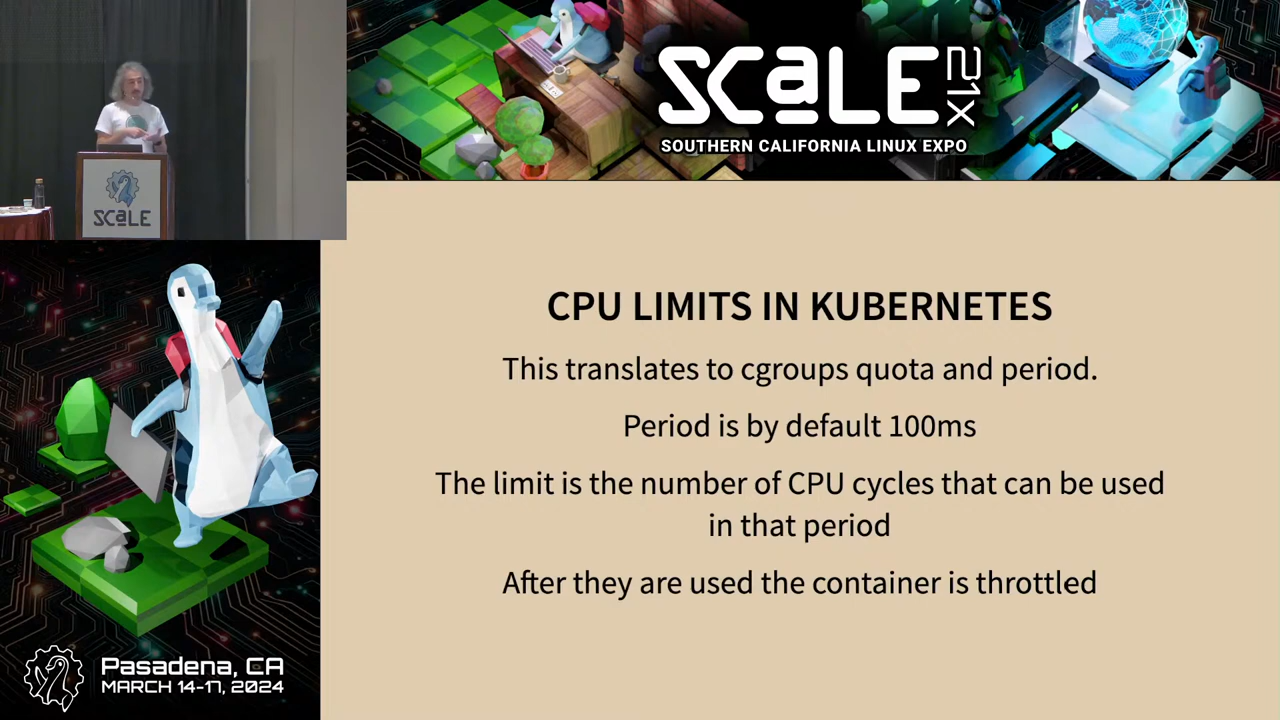 SCaLE 21X
SOUTHERN CALIFORNIA LINUX EXPO
SCaLE
CPU LIMITS IN KUBERNETES
This translates to cgroups quota and period.
Period is by default 100ms
The limit is the number of CPU cycles that can be used
in that period
After they are used the container is throttled
Pasadena, CA
MARCH 14-17, 2024